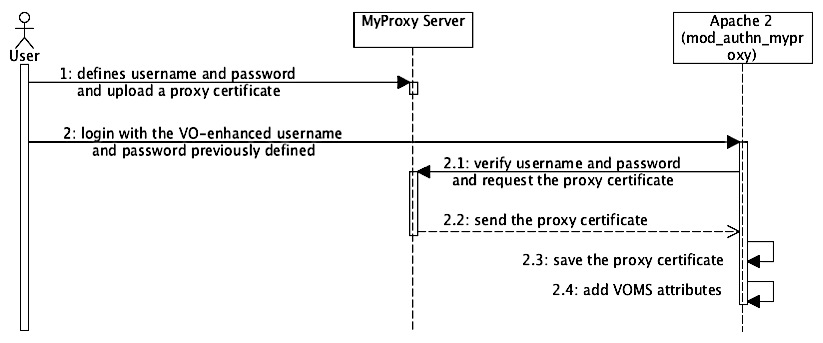 MyProxy Server
Apache 2
(mod_authn_mypr
oxy)
User
1: defines username and password
and upload a proxy certificate
2: login with the VO-enhanced username
and password previously defined
2.1: verify username and password
and request the proxy certificate
2.2: send the proxy certificate
2.3: save the proxy certificate
2.4: add VOMS attributes